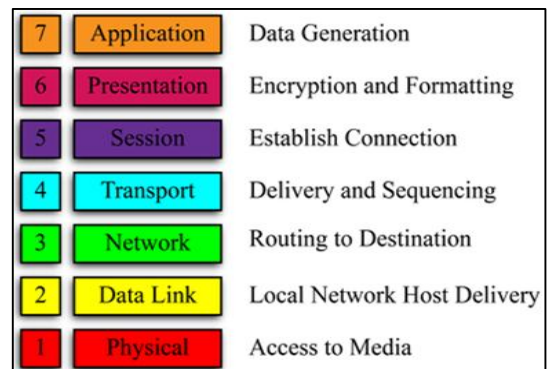 7 Application Data Generation
6 Presentation Encryption and Formatting
5 Session Establish Connection
4 Transport Delivery and Sequencing
3 Network Routing to Destination
2 Data Link Local Network Host Delivery
1 Physical Access to Media